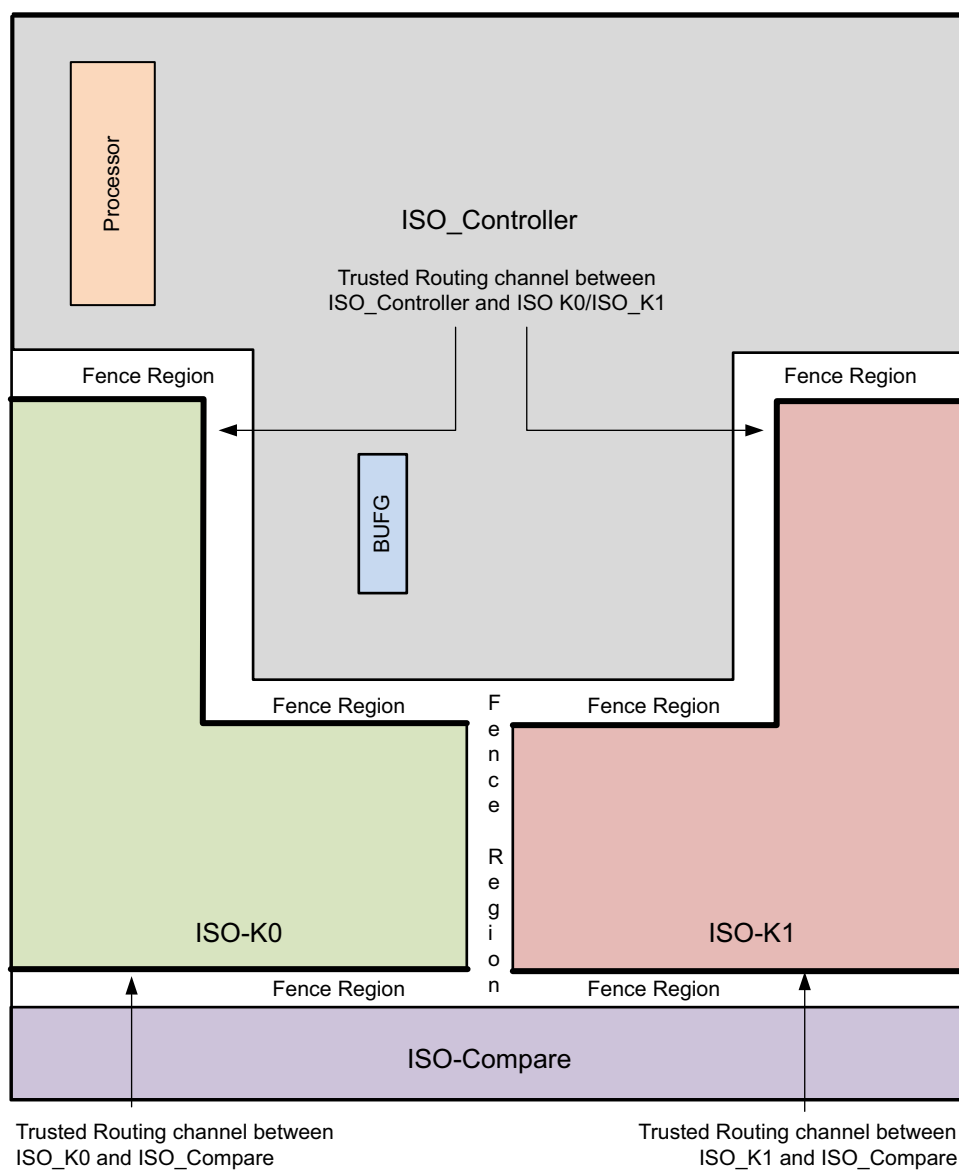 Processor
ISO_Controller
Trusted Routing channel between
ISO_Controller and ISO K0/ISO_K1
Fence Region
Fence Region
BUFG
Fence Region
Fence Region
Fence Region
ISO-K0
ISO-K1
Fence Region
Fence Region
ISO-Compare
Trusted Routing channel between
ISO_K0 and ISO_Compare
Trusted Routing channel between
ISO_K1 and ISO_Compare